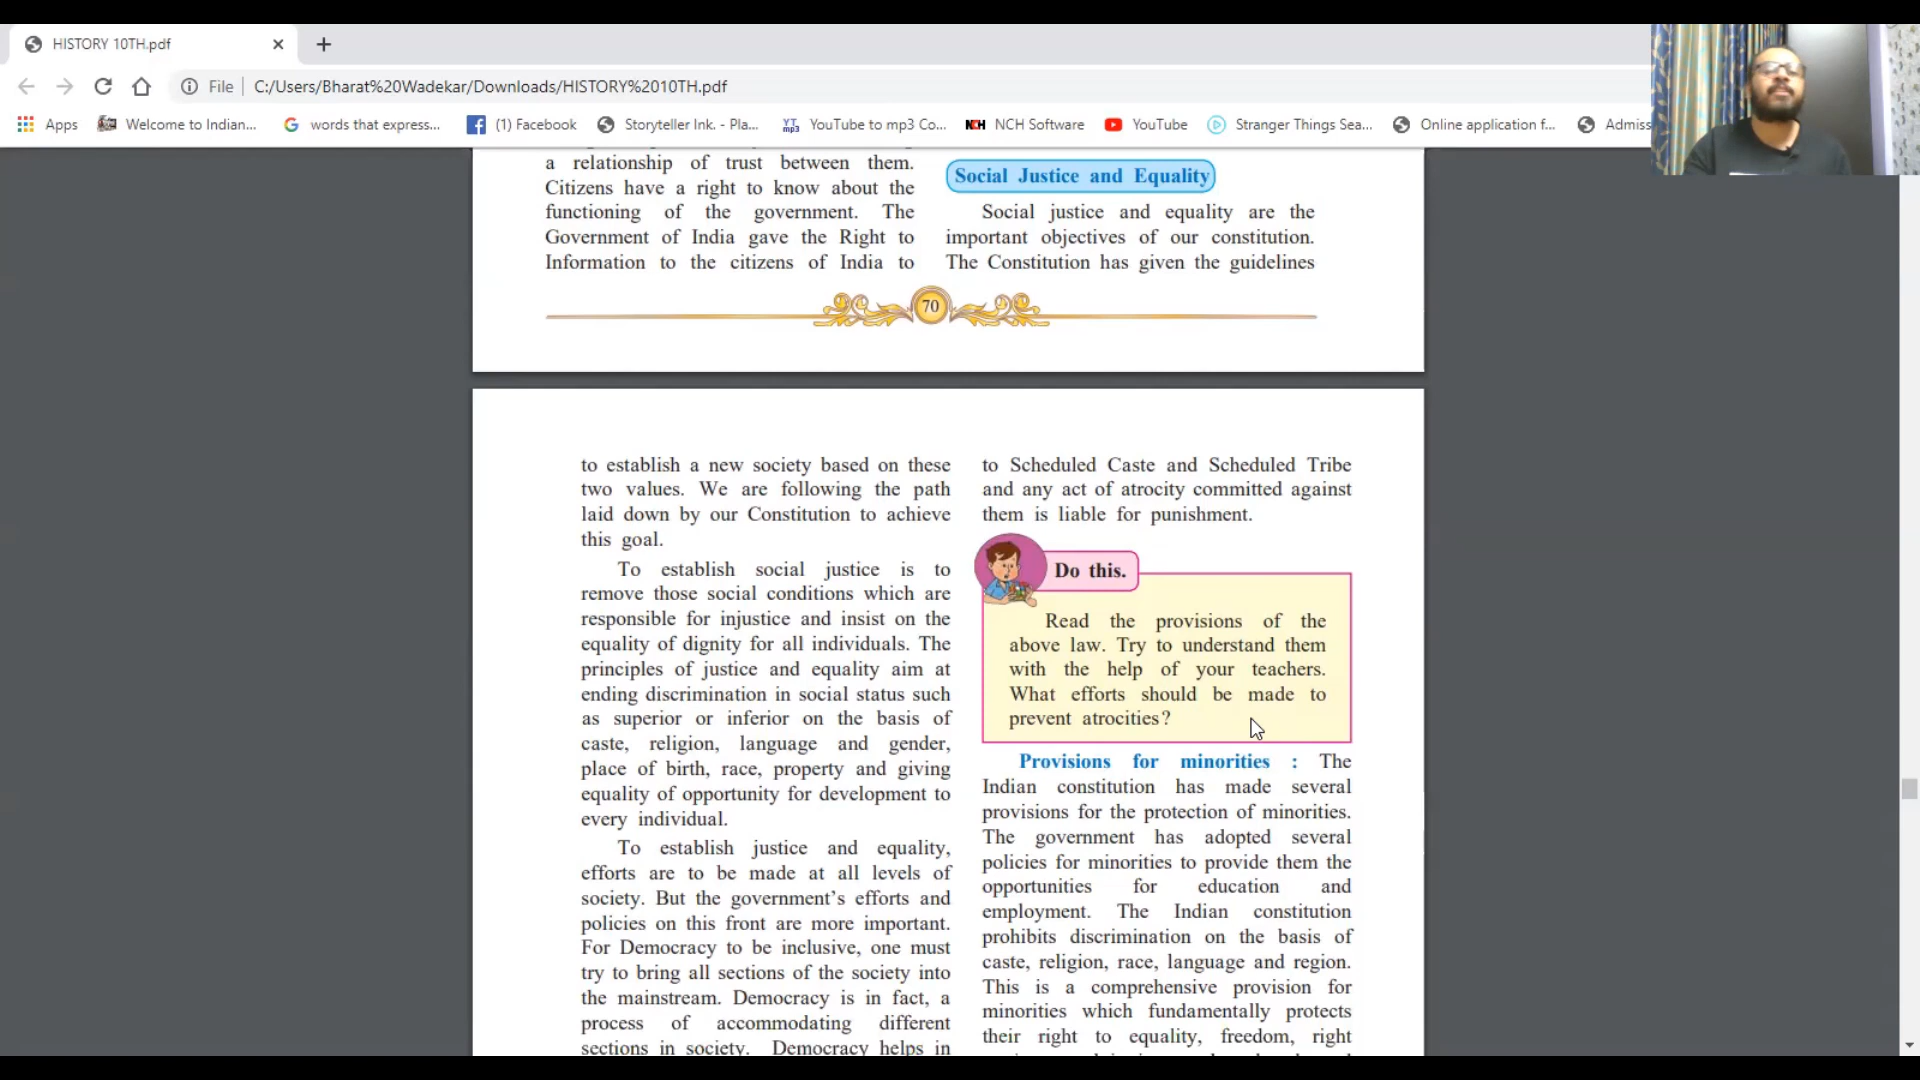 HISTORY 10TH.pdf
File
C:/Users/Bharat%20Wadekar/Downloads/HISTORY%2010TH.pdf
Apps
Welcome to Indian...
G words that express...
(1) Facebook
Storyteller Ink. - Pla...
YT mp3 YouTube to mp3 Co...
NCH NCH Software
YouTube
Stranger Things Sea...
Online application f...
Admiss
a relationship of trust between them.
Citizens have a right to know about the
functioning of the government. The
Government of India gave the Right to
Information to the citizens of India to
Social Justice and Equality
Social justice and equality are the
important objectives of our constitution.
The Constitution has given the guidelines
70
to establish a new society based on these
two values. We are following the path
laid down by our Constitution to achieve
this goal.
To establish social justice is to
remove those social conditions which are
responsible for injustice and insist on the
equality of dignity for all individuals. The
principles of justice and equality aim at
ending discrimination in social status such
as superior or inferior on the basis of
caste, religion, language and gender,
place of birth, race, property and giving
equality of opportunity for development to
every individual.
To establish justice and equality,
efforts are to be made at all levels of
society. But the government's efforts and
policies on this front are more important.
For Democracy to be inclusive, one must
try to bring all sections of the society into
the mainstream. Democracy is in fact, a
process of accommodating different
sections in society. Democracy helps in
to Scheduled Caste and Scheduled Tribe
and any act of atrocity committed against
them is liable for punishment.
Do this.
Read the provisions of the
above law. Try to understand them
with the help of your teachers.
What efforts should be made to
prevent atrocities?
Provisions for minorities : The
Indian constitution has made several
provisions for the protection of minorities.
The government has adopted several
policies for minorities to provide them the
opportunities for education and
employment. The Indian constitution
prohibits discrimination on the basis of
caste, religion, race, language and region.
This is a comprehensive provision for
minorities which fundamentally protects
their right to equality, freedom, right